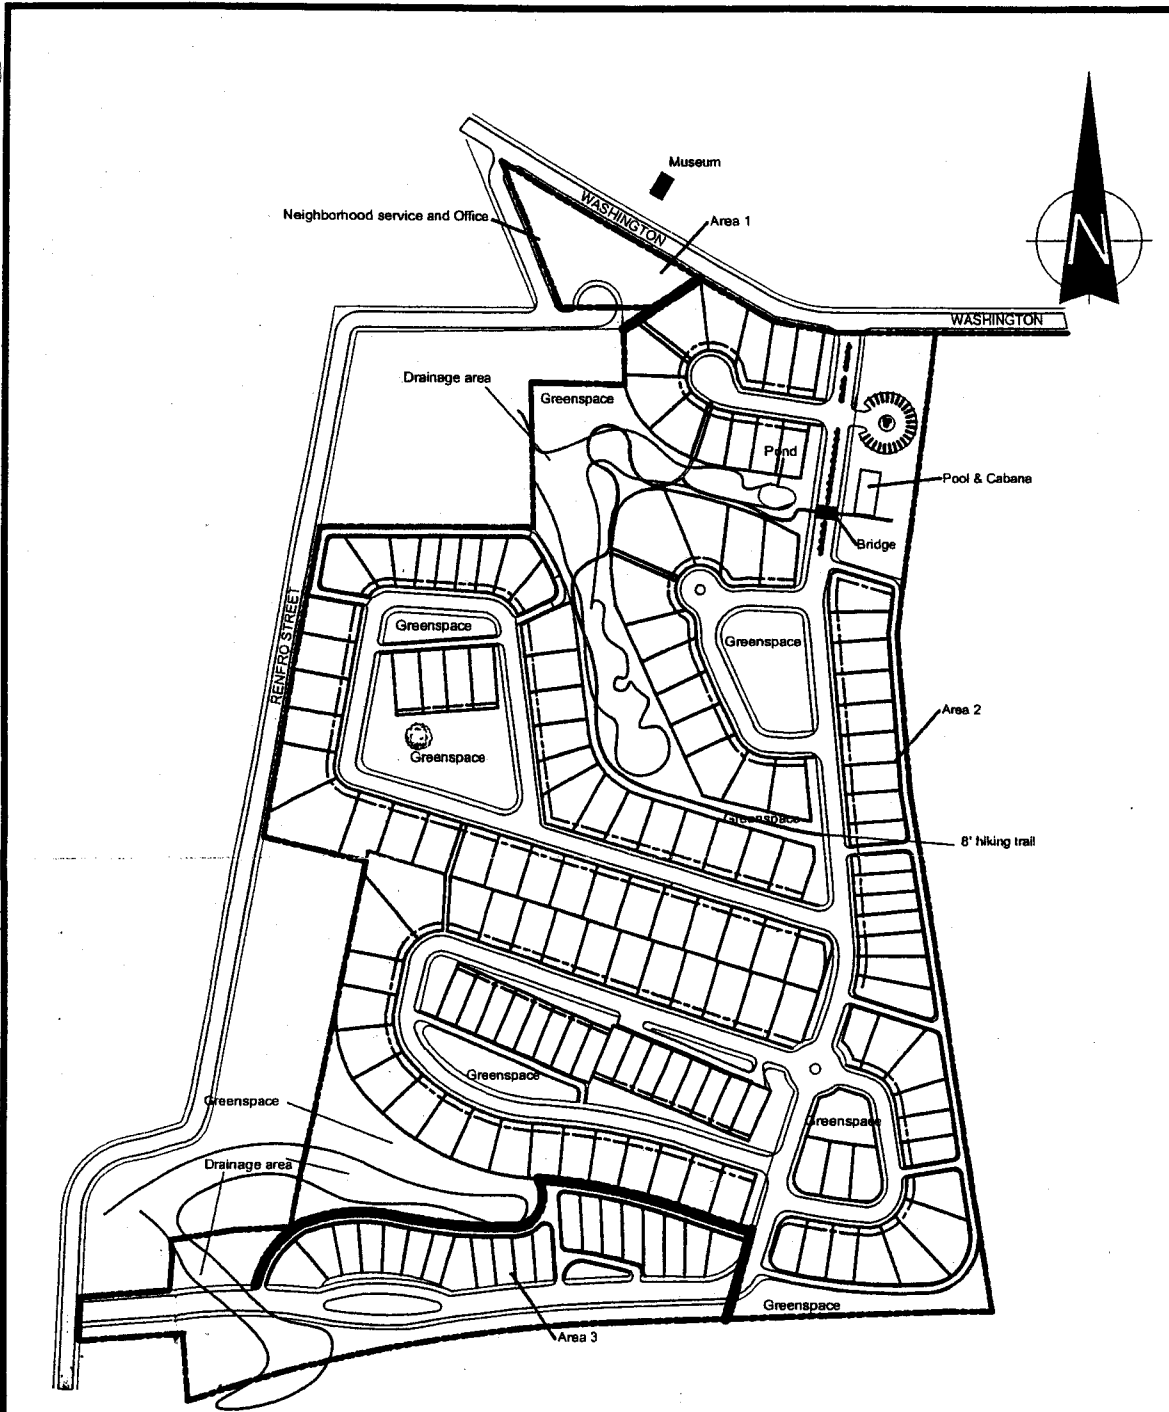 Museum
Neighborhood service and Office
WASHINGTON
Area 1
N
WASHINGTON
Drainage area
Greenspace
Pond
Pool & Cabana
Bridge
RENFRO STREET
Greenspace
Greenspace
Area 2
Greenspace
Greenspace
8' hiking trail
Greenspace
Greenspace
Greenspace
Drainage area
Greenspace
Area 3